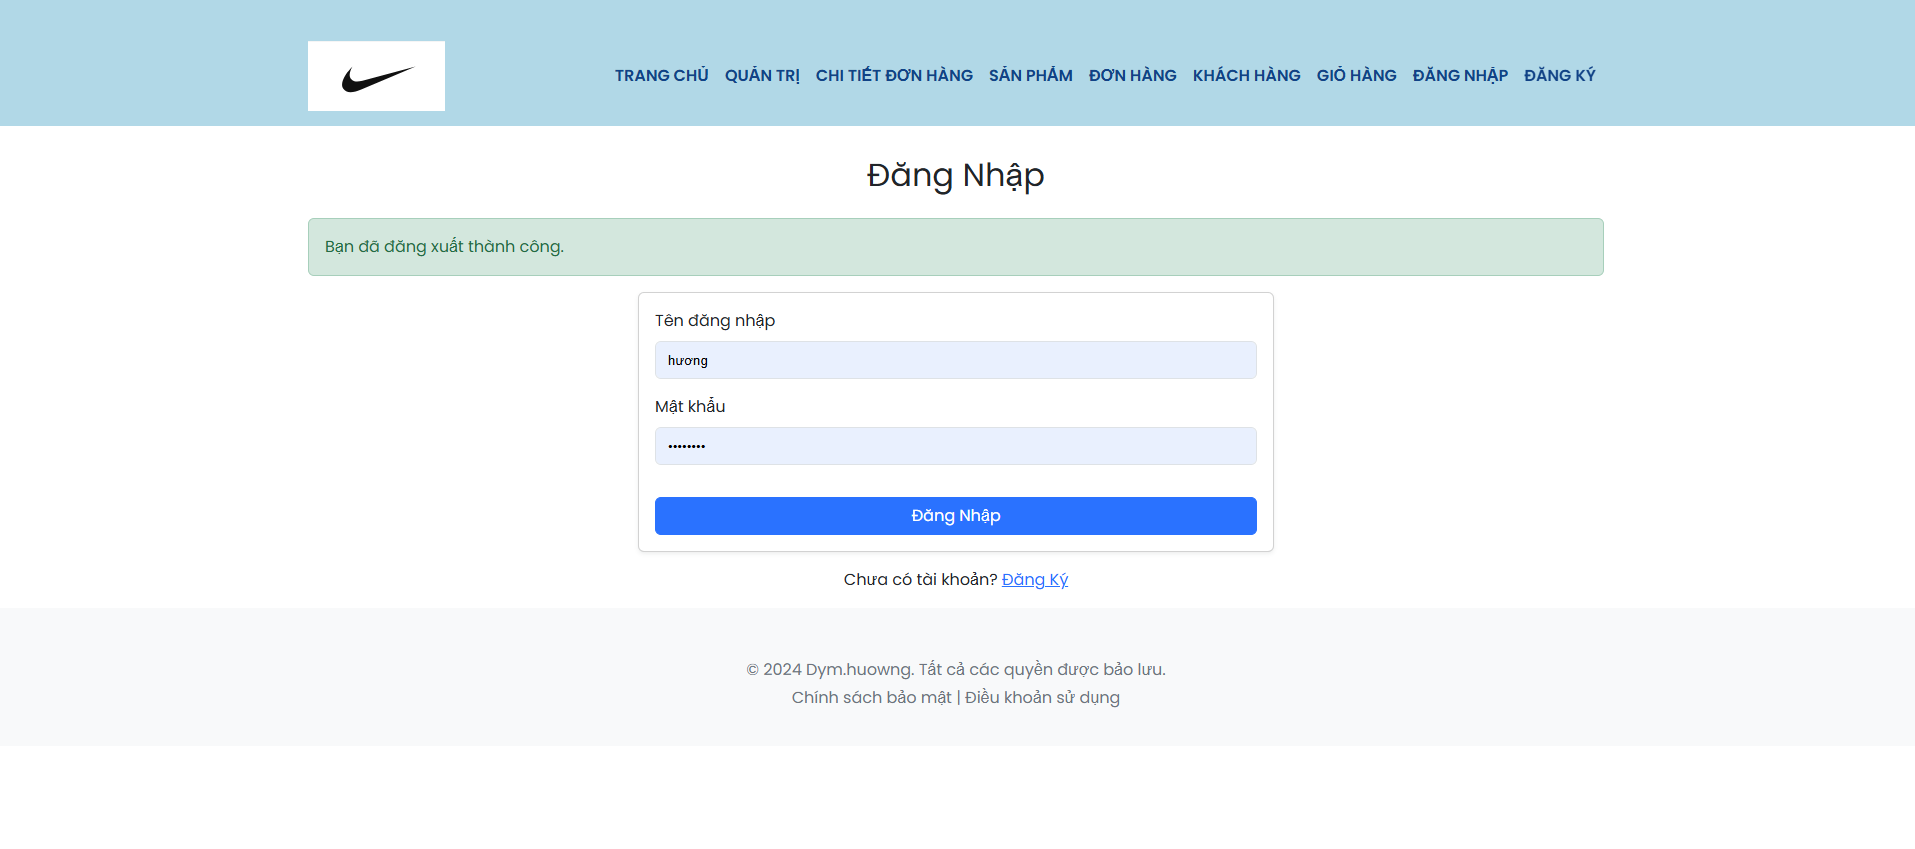 TRANG CHỦ QUẢN TRỊ CHI TIẾT ĐƠN HÀNG SẢN PHẨM ĐƠN HÀNG KHÁCH HÀNG GIỎ HÀNG ĐĂNG NHẬP ĐĂNG KÝ
Đăng Nhập
Bạn đã đăng xuất thành công.
Tên đăng nhập
hương
Mật khẩu
••••••••
Đăng Nhập
Chưa có tài khoản? Đăng Ký
© 2024 Dym.huowng. Tất cả các quyền được bảo lưu.
Chính sách bảo mật | Điều khoản sử dụng